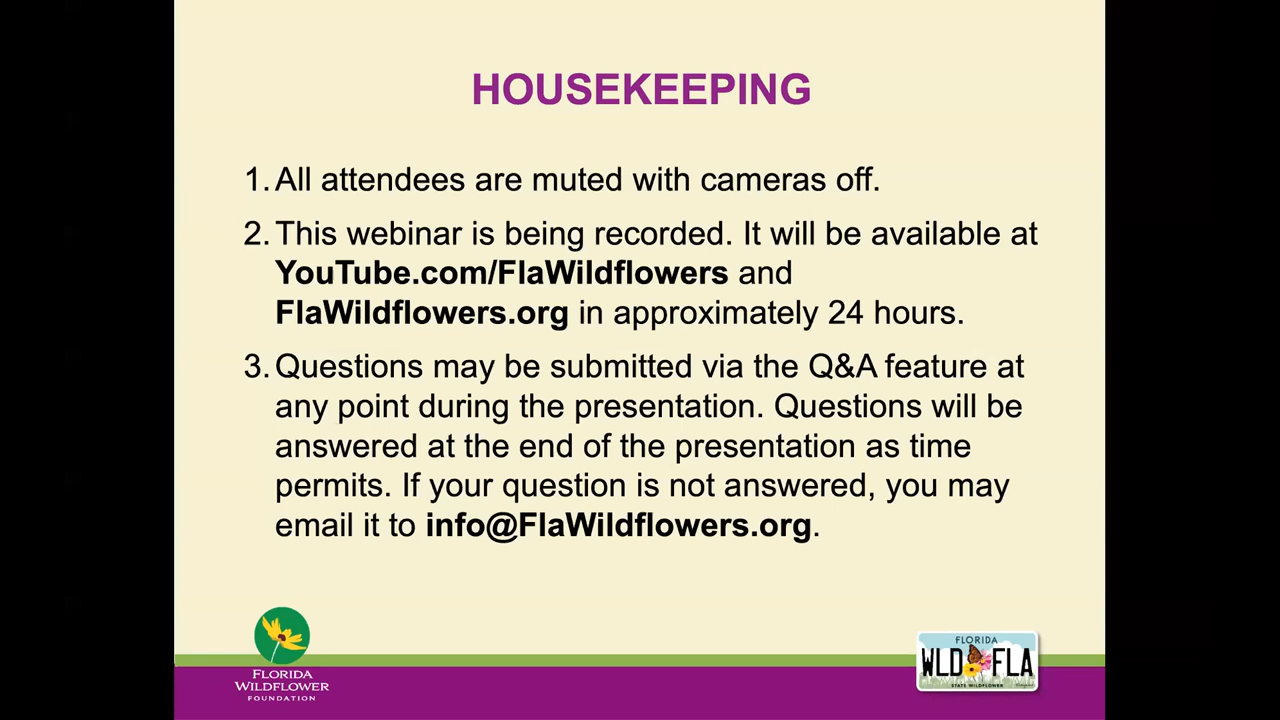 HOUSEKEEPING
1. All attendees are muted with cameras off.
2. This webinar is being recorded. It will be available at
YouTube.com/FlaWildflowers and
FlaWildflowers.org in approximately 24 hours.
3. Questions may be submitted via the Q&A feature at
any point during the presentation. Questions will be
answered at the end of the presentation as time
permits. If your question is not answered, you may
email it to info@FlaWildflowers.org.
FLORIDA
WILDFLOWER
FOUNDATION
FLORIDA
WLD FLA
STATE WILDFLOWER